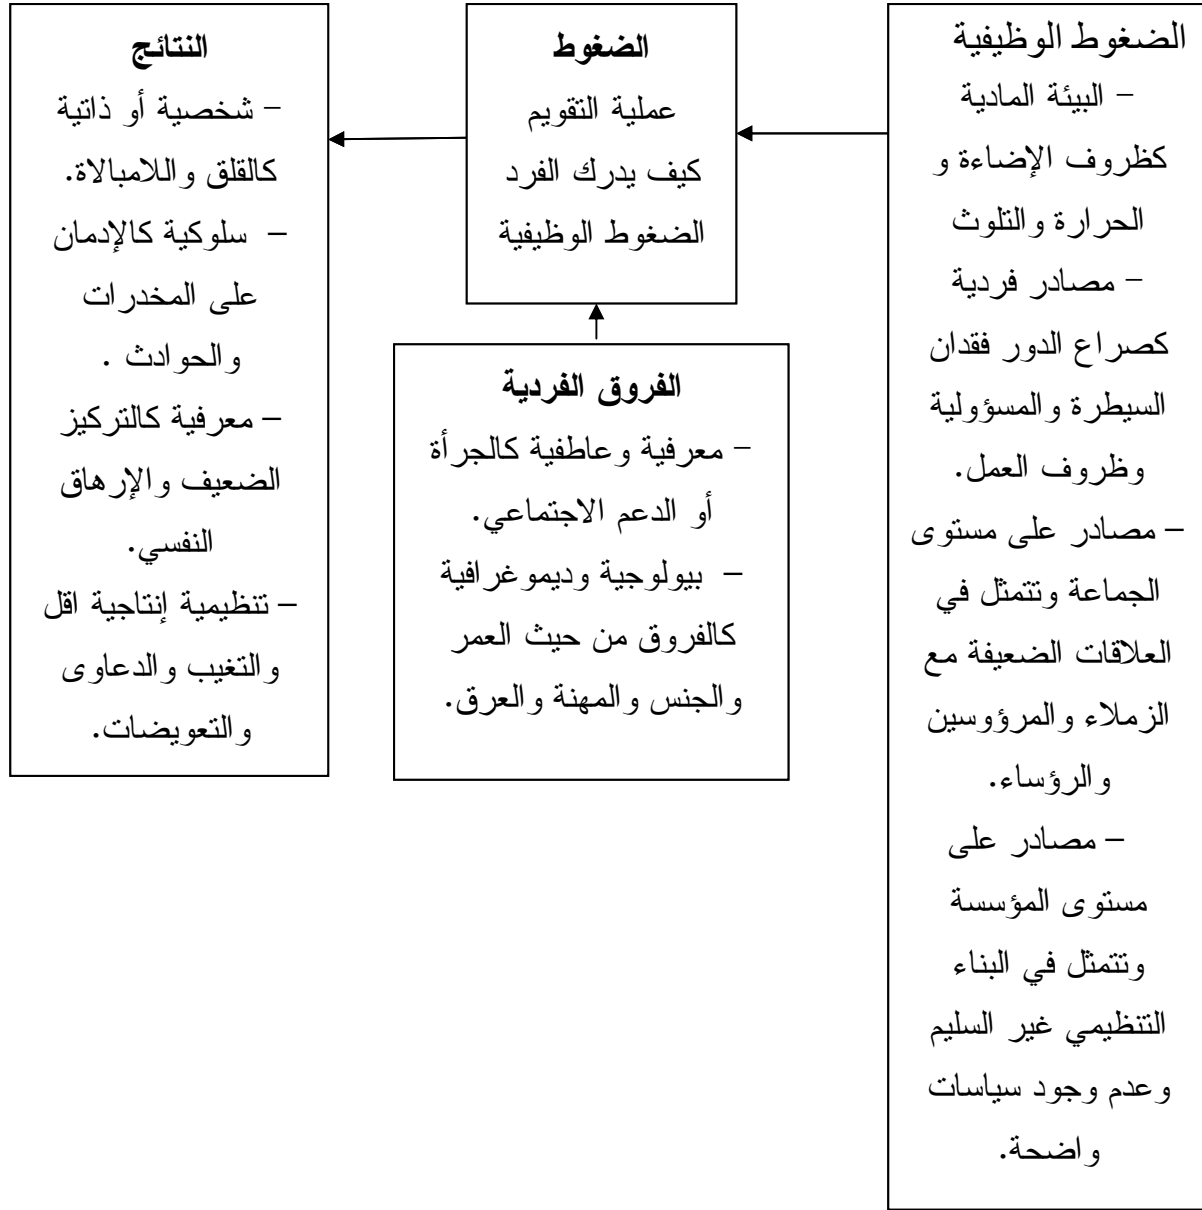 الضغوط الوظيفية
– البيئة المادية
كظروف الإضاءة و
الحرارة والتلوث
– مصادر فردية
كصراع الدور فقدان
السيطرة والمسؤولية
وظروف العمل.
– مصادر على مستوى
الجماعة وتتمثل في
العلاقات الضعيفة مع
الزملاء والمرؤوسين
والرؤساء.
– مصادر على
مستوى المؤسسة
وتتمثل في البناء
التنظيمي غير السليم
وعدم وجود سياسات
واضحة.
الضغوط
عملية التقويم
كيف يدرك الفرد
الضغوط الوظيفية
الفروق الفردية
– معرفية وعاطفية كالجرأة
أو الدعم الاجتماعي.
– بيولوجية وديموغرافية
كالفروق من حيث العمر
والجنس والمهنة والعرق.
النتائج
– شخصية أو ذاتية
كالقلق واللامبالاة.
– سلوكية كالإدمان
على المخدرات
والحوادث .
– معرفية كالتركيز
الضعيف والإرهاق
النفسي.
– تنظيمية إنتاجية اقل
والتغيب والدعاوى
والتعويضات.